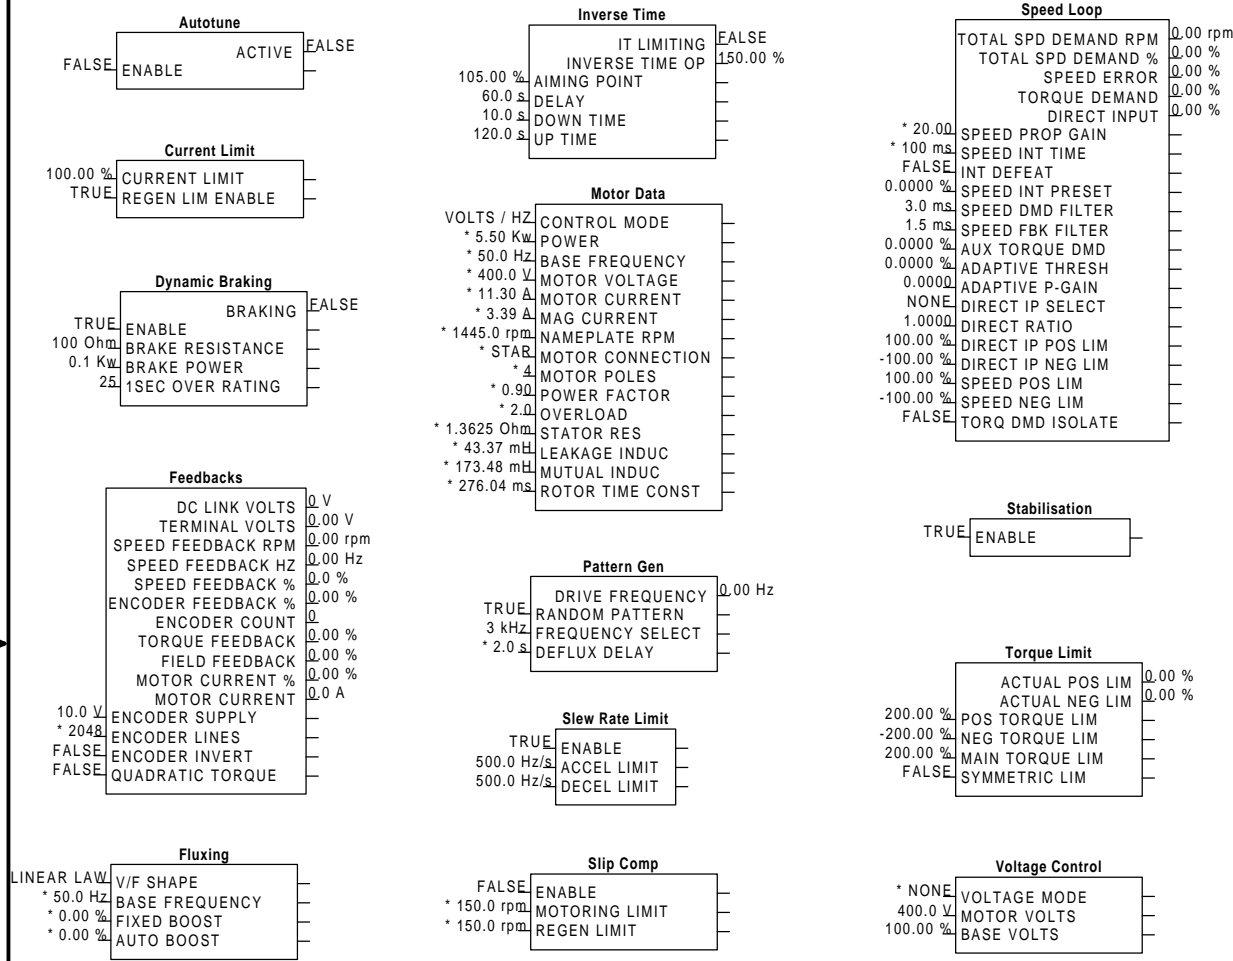 Autotune
ACTIVE FALSE
FALSE ENABLE
Current Limit
100.00 % CURRENT LIMIT
TRUE REGEN LIM ENABLE
Dynamic Braking
BRAKING FALSE
TRUE ENABLE
100 Ohm BRAKE RESISTANCE
0.1 Kw BRAKE POWER
25 1SEC OVER RATING
Feedbacks
DC LINK VOLTS 0 V
TERMINAL VOLTS 0.00 V
SPEED FEEDBACK RPM 0.00 rpm
SPEED FEEDBACK HZ 0.00 Hz
SPEED FEEDBACK % 0.0 %
ENCODER FEEDBACK % 0.00 %
ENCODER COUNT 0
TORQUE FEEDBACK 0.00 %
FIELD FEEDBACK 0.00 %
MOTOR CURRENT % 0.00 %
MOTOR CURRENT 0.0 A
10.0 V ENCODER SUPPLY
* 2048 ENCODER LINES
FALSE ENCODER INVERT
FALSE QUADRATIC TORQUE
Fluxing
LINEAR LAW V/F SHAPE
* 50.0 Hz BASE FREQUENCY
* 0.00 % FIXED BOOST
* 0.00 % AUTO BOOST
Inverse Time
IT LIMITING FALSE
INVERSE TIME OP 150.00 %
105.00 % AIMING POINT
60.0 s DELAY
10.0 s DOWN TIME
120.0 s UP TIME
Motor Data
VOLTS / HZ CONTROL MODE
* 5.50 Kw POWER
* 50.0 Hz BASE FREQUENCY
* 400.0 V MOTOR VOLTAGE
* 11.30 A MOTOR CURRENT
* 3.39 A MAG CURRENT
* 1445.0 rpm NAMEPLATE RPM
* STAR MOTOR CONNECTION
* 4 MOTOR POLES
* 0.90 POWER FACTOR
* 2.0 OVERLOAD
* 1.3625 Ohm STATOR RES
* 43.37 mH LEAKAGE INDUC
* 173.48 mH MUTUAL INDUC
* 276.04 ms ROTOR TIME CONST
Pattern Gen
DRIVE FREQUENCY 0.00 Hz
TRUE RANDOM PATTERN
3 kHz FREQUENCY SELECT
* 2.0 s DEFLUX DELAY
Slew Rate Limit
TRUE ENABLE
500.0 Hz/s ACCEL LIMIT
500.0 Hz/s DECEL LIMIT
Slip Comp
FALSE ENABLE
* 150.0 rpm MOTORING LIMIT
* 150.0 rpm REGEN LIMIT
Speed Loop
TOTAL SPD DEMAND RPM 0.00 rpm
TOTAL SPD DEMAND % 0.00 %
SPEED ERROR 0.00 %
TORQUE DEMAND 0.00 %
DIRECT INPUT 0.00 %
* 20.00 SPEED PROP GAIN
* 100 ms SPEED INT TIME
FALSE INT DEFEAT
0.0000 % SPEED INT PRESET
3.0 ms SPEED DMD FILTER
1.5 ms SPEED FBK FILTER
0.0000 % AUX TORQUE DMD
0.0000 % ADAPTIVE THRESH
0.0000 ADAPTIVE P-GAIN
NONE DIRECT IP SELECT
1.0000 DIRECT RATIO
100.00 % DIRECT IP POS LIM
-100.00 % DIRECT IP NEG LIM
100.00 % SPEED POS LIM
-100.00 % SPEED NEG LIM
FALSE TORQ DMD ISOLATE
Stabilisation
TRUE ENABLE
Torque Limit
ACTUAL POS LIM 0.00 %
ACTUAL NEG LIM 0.00 %
200.00 % POS TORQUE LIM
-200.00 % NEG TORQUE LIM
200.00 % MAIN TORQUE LIM
FALSE SYMMETRIC LIM
Voltage Control
* NONE VOLTAGE MODE
400.0 V MOTOR VOLTS
100.00 % BASE VOLTS